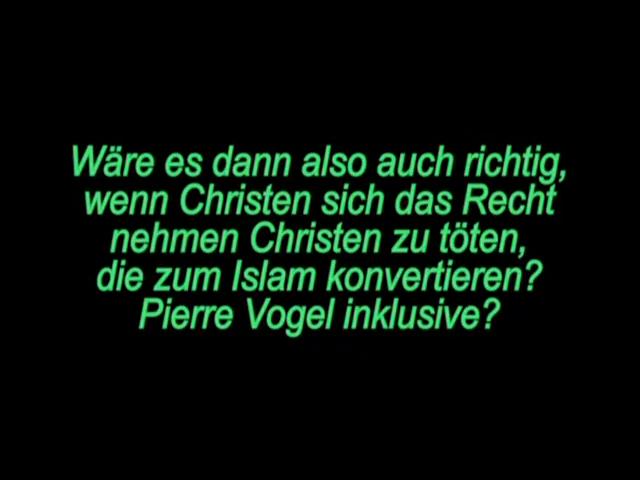 Wäre es dann also auch richtig,
wenn Christen sich das Recht
nehmen Christen zu töten,
die zum Islam konvertieren?
Pierre Vogel inklusive?